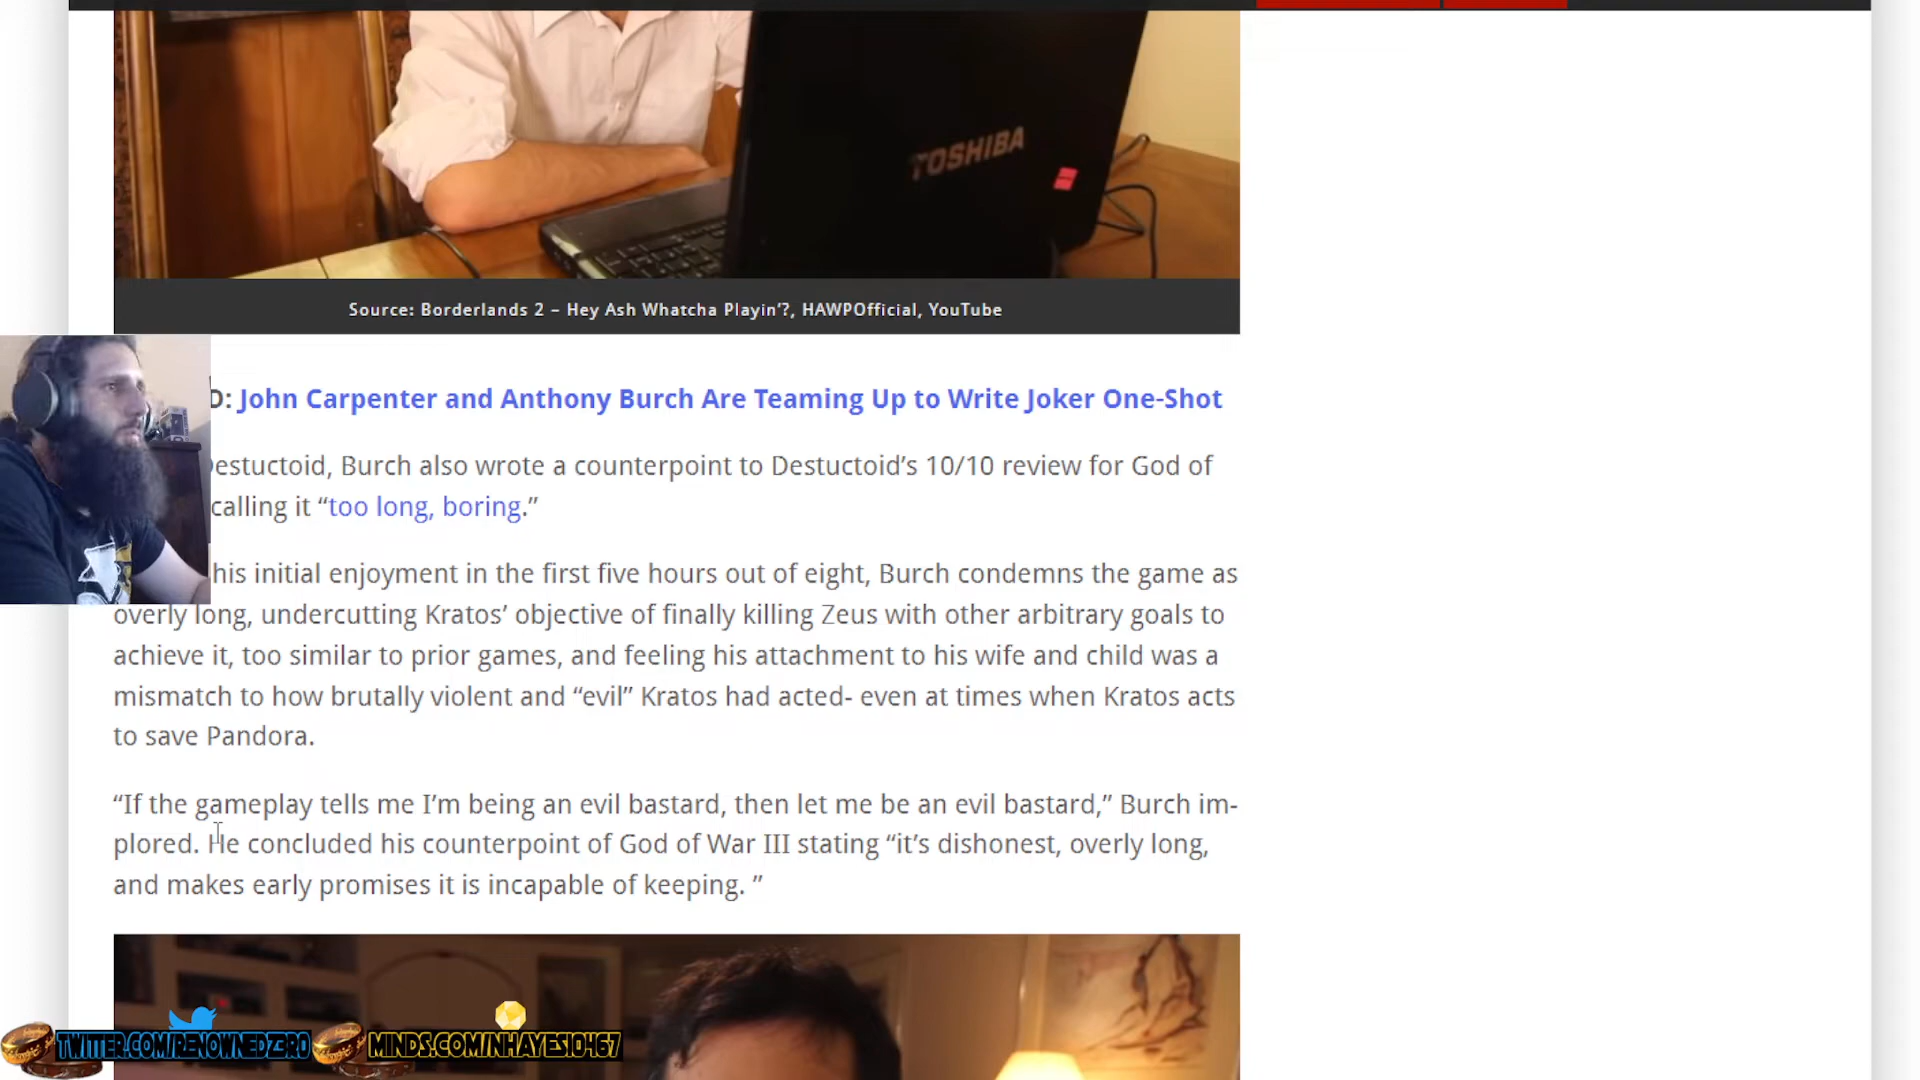 TOSHIBA
Source: Borderlands 2 – Hey Ash Whatcha Playin’?, HAWPOfficial, YouTube
D: John Carpenter and Anthony Burch Are Teaming Up to Write Joker One-Shot
Destuctoid, Burch also wrote a counterpoint to Destuctoid’s 10/10 review for God of
calling it “too long, boring.”
his initial enjoyment in the first five hours out of eight, Burch condemns the game as
overly long, undercutting Kratos’ objective of finally killing Zeus with other arbitrary goals to
achieve it, too similar to prior games, and feeling his attachment to his wife and child was a
mismatch to how brutally violent and “evil” Kratos had acted- even at times when Kratos acts
to save Pandora.
“If the gameplay tells me I’m being an evil bastard, then let me be an evil bastard,” Burch im-
plored. He concluded his counterpoint of God of War III stating “it’s dishonest, overly long,
and makes early promises it is incapable of keeping. ”
TWITTER.COM/RENOWNEDZ3R0 MINDS.COM/NHAYES10467